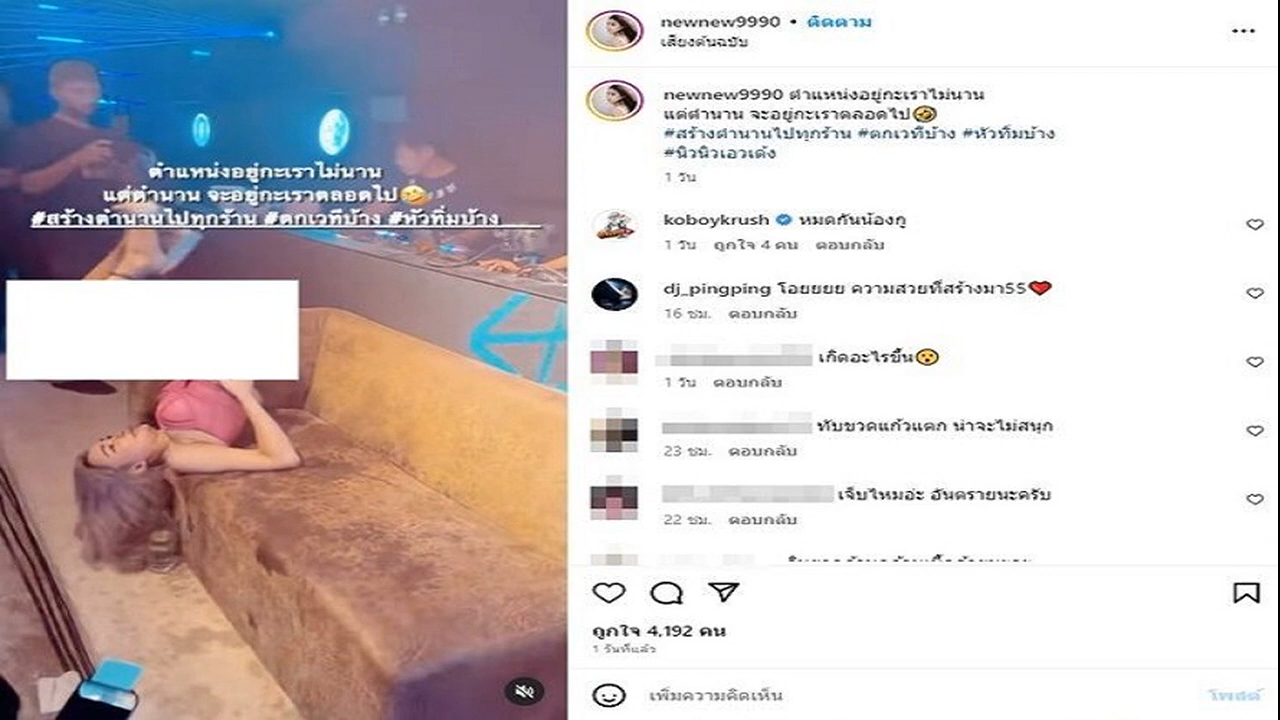 ตำแหน่งอยู่กะเราไม่นาน
แต่ตำนาน จะอยู่กะเราตลอดไป🤣
#สร้างตำนานไปทุกร้าน #ตกเวทีบ้าง #หัวทิ่มบ้าง
newnew9990 • ติดตาม
เสียงต้นฉบับ
newnew9990 ตำแหน่งอยู่กะเราไม่นาน
แต่ตำนาน จะอยู่กะเราตลอดไป🤣
#สร้างตำนานไปทุกร้าน #ตกเวทีบ้าง #หัวทิ่มบ้าง
#นิวนิวเอวเด้ง
1 วัน
koboykrush หมดกันน้องกู
1 วัน ถูกใจ 4 คน ตอบกลับ
dj_pingping โอยยยย ความสวยที่สร้างมา55❤️
16 ชม. ตอบกลับ
เกิดอะไรขึ้น😮
1 วัน ตอบกลับ
ทับขวดแก้วแตก น่าจะไม่สนุก
23 ชม. ตอบกลับ
เจ็บไหมอ่ะ อันตรายนะครับ
22 ชม. ตอบกลับ
ถูกใจ 4,192 คน
1 วันที่แล้ว
เพิ่มความคิดเห็น
โพสต์